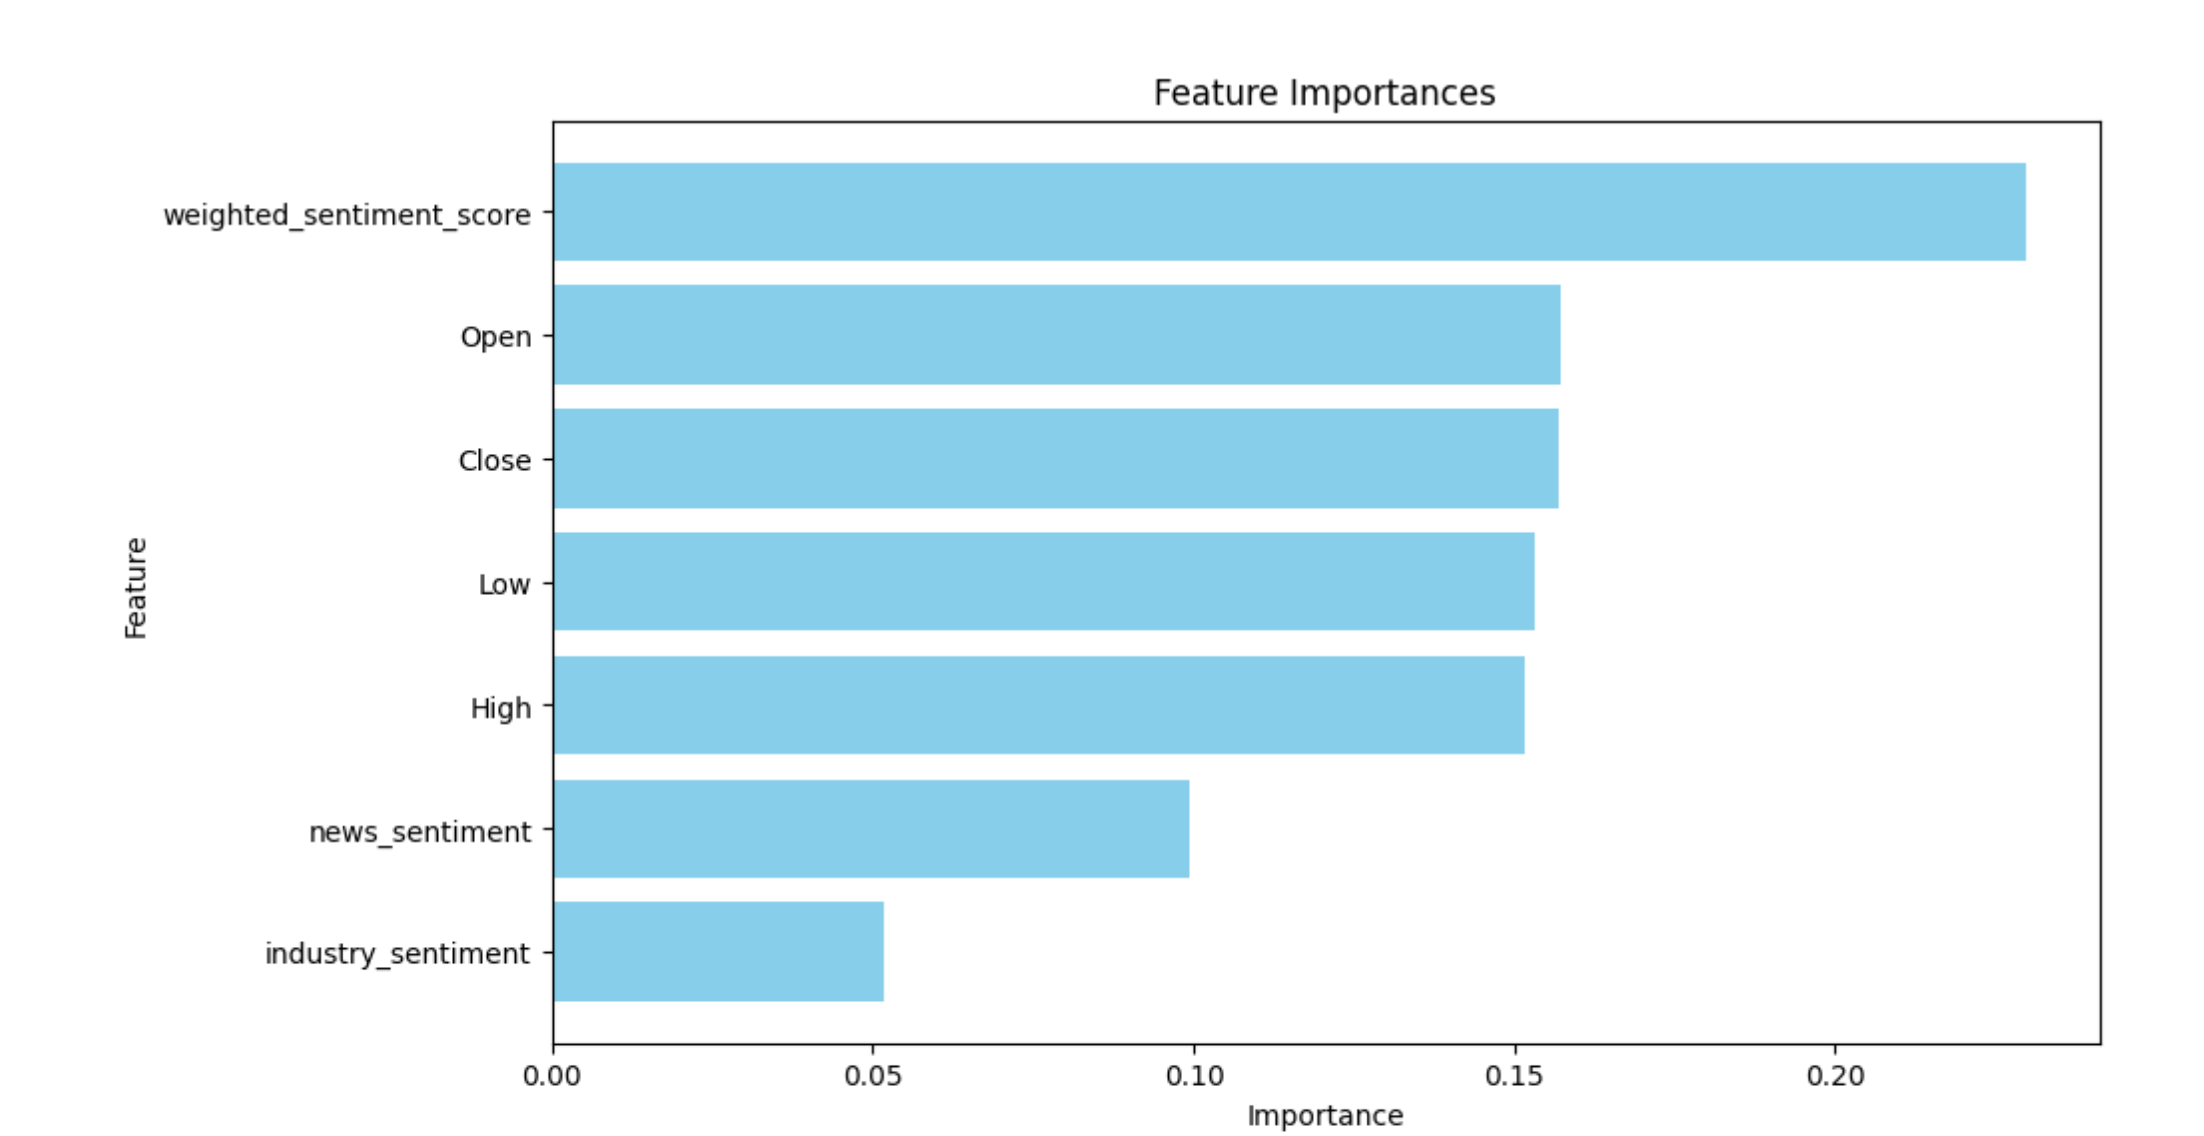 Feature Importances
weighted_sentiment_score
Open
Close
Low
High
news_sentiment
industry_sentiment
Feature
0.00 0.05 0.10 0.15 0.20
Importance